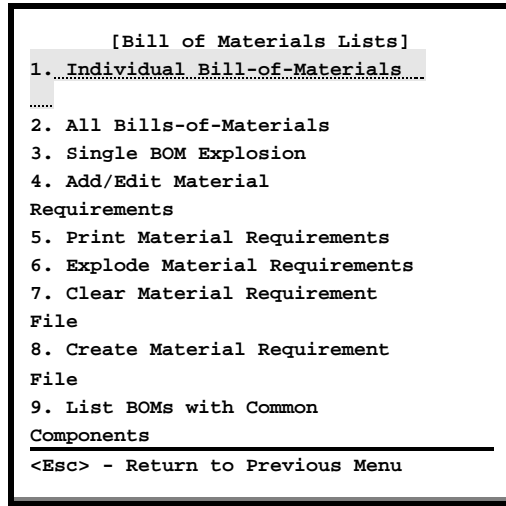 [Bill of Materials Lists]
1. Individual Bill-of-Materials
2. All Bills-of-Materials
3. Single BOM Explosion
4. Add/Edit Material
Requirements
5. Print Material Requirements
6. Explode Material Requirements
7. Clear Material Requirement
File
8. Create Material Requirement
File
9. List BOMs with Common
Components
<Esc> - Return to Previous Menu